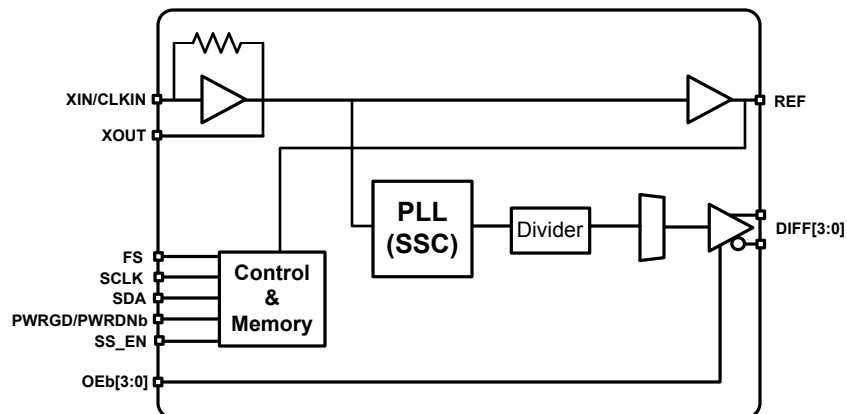 XIN/CLKIN
REF
XOUT
PLL
(SSC)
Divider
DIFF[3:0]
FS
SCLK
SDA
PWRGD/PWRDNb
SS_EN
Control
&
Memory
OEb[3:0]